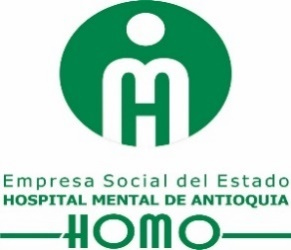 Empresa Social del Estado
HOSPITAL MENTAL DE ANTIOQUIA
HOMO